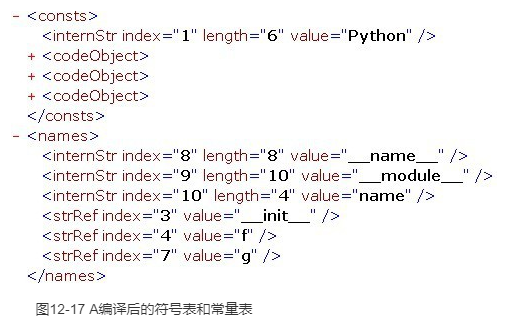 - <consts>
<internStr index="1" length="6" value="Python" />
+ <codeObject>
+ <codeObject>
+ <codeObject>
</consts>
- <names>
<internStr index="8" length="8" value="__name__" />
<internStr index="9" length="10" value="__module__" />
<internStr index="10" length="4" value="name" />
<strRef index="3" value="__init__" />
<strRef index="4" value="f" />
<strRef index="7" value="g" />
</names>
图12-17 A编译后的符号表和常量表